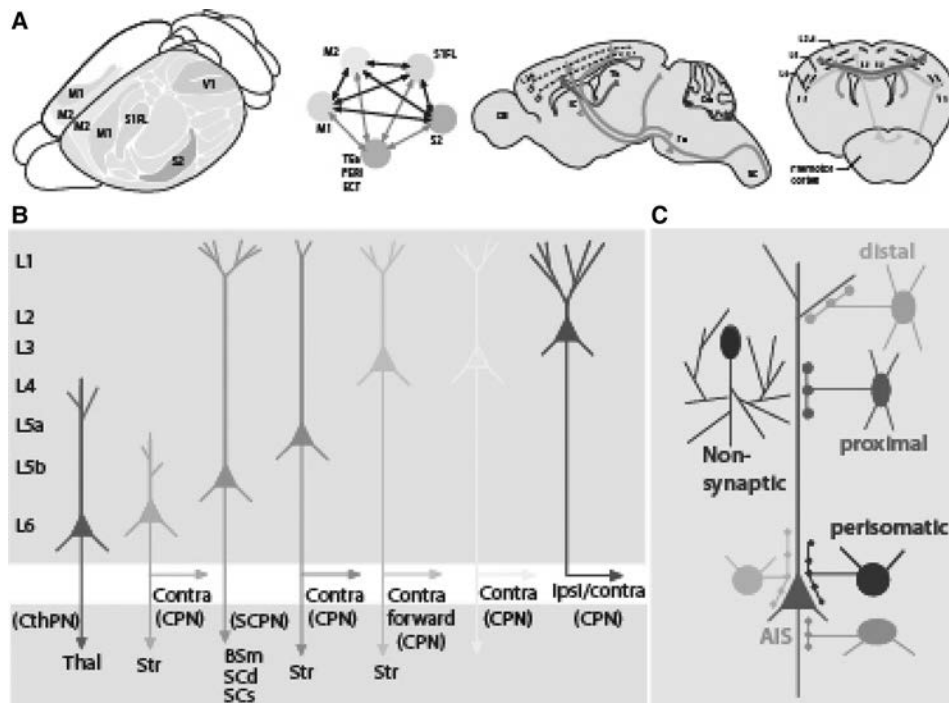 A
M1
M2
M2
M1
S1FL
V1
S2
M2
S1FL
M1
S2
TEa
PERI
ECT
OB
B
C
L1
L2
L3
L4
L5a
L5b
L6
(CthPN)
Contra
(CPN)
(SCPN)
Contra
(CPN)
Contra
forward
(CPN)
Contra
(CPN)
Ipsi/contra
(CPN)
Thal
Str
BSm
SCd
SCs
Str
Str
distal
proximal
Non-
synaptic
perisomatic
AIS